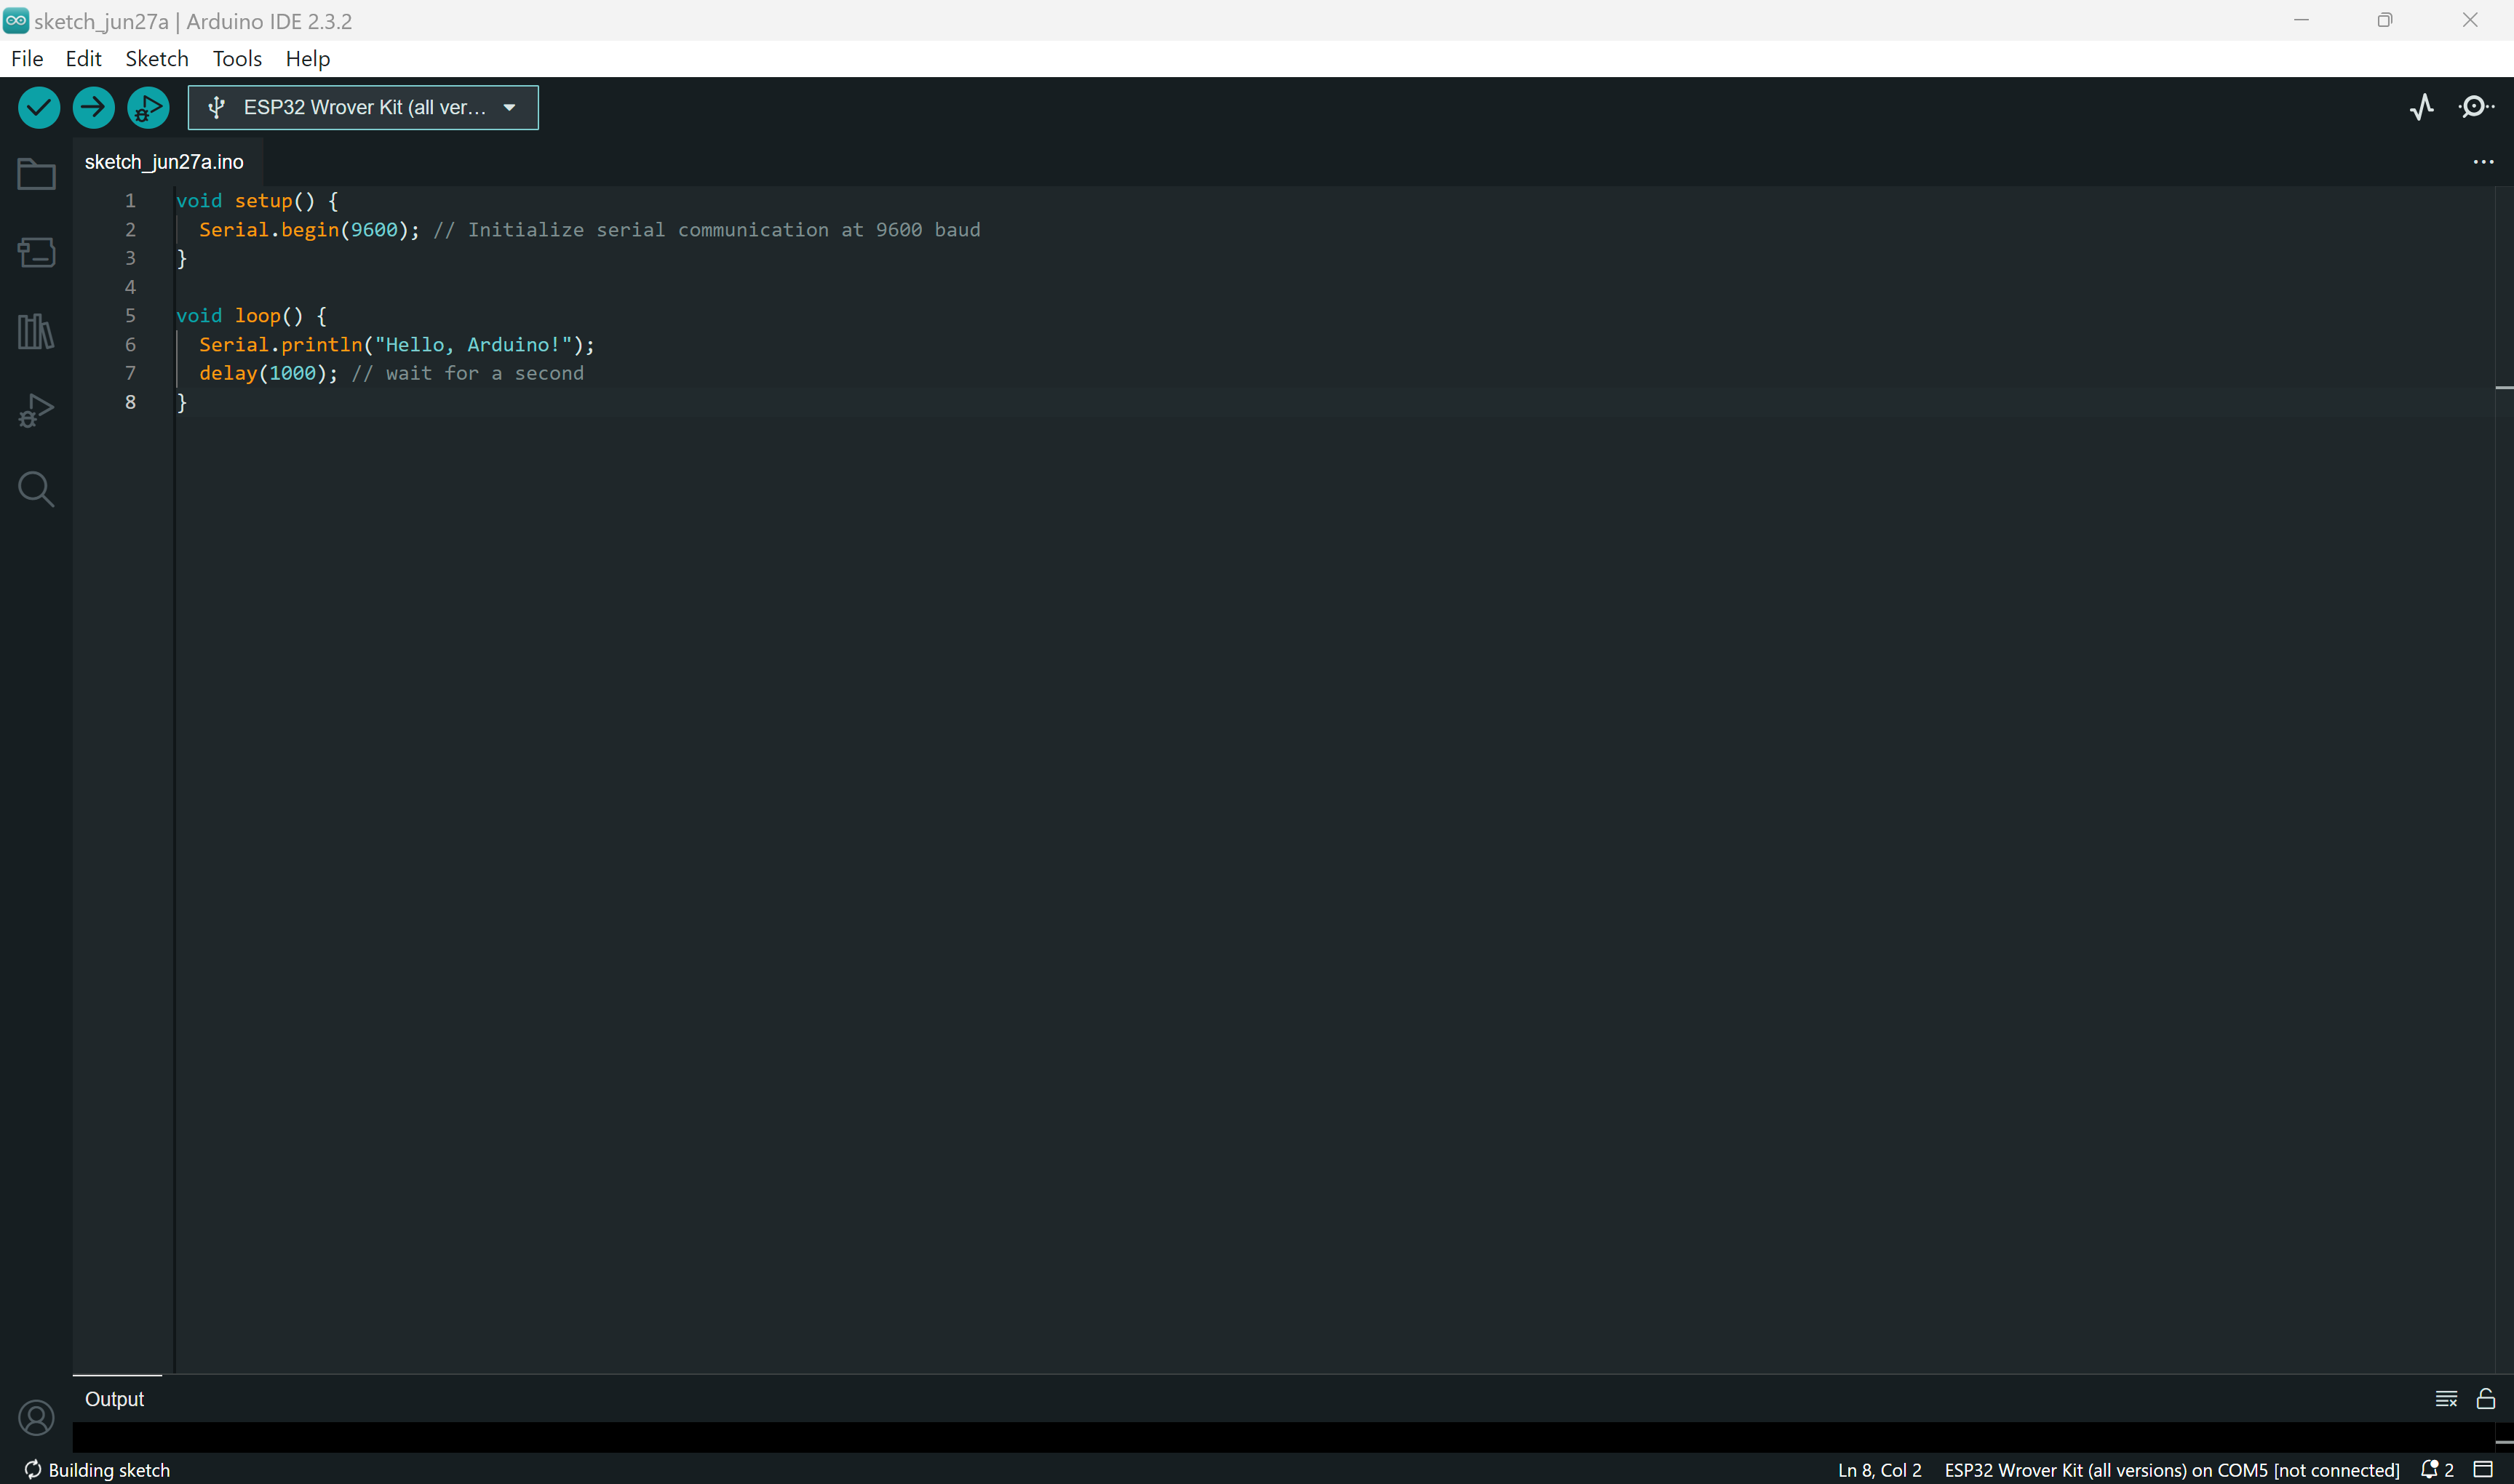 sketch_jun27a | Arduino IDE 2.3.2
File Edit Sketch Tools Help
ESP32 Wrover Kit (all ver...
sketch_jun27a.ino
1 void setup() {
2 Serial.begin(9600); // Initialize serial communication at 9600 baud
3 }
4
5 void loop() {
6 Serial.println("Hello, Arduino!");
7 delay(1000); // wait for a second
8 }
Output
Building sketch Ln 8, Col 2 ESP32 Wrover Kit (all versions) on COM5 [not connected] 2